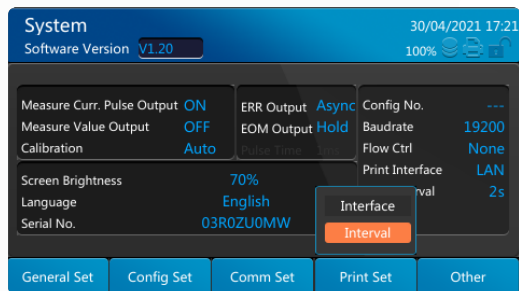 System
30/04/2021 17:21
Software Version V1.20
100%
Measure Curr. Pulse Output ON
Measure Value Output OFF
Calibration Auto
ERR Output Async
EOM Output Hold
Pulse Time 1ms
Config No. ---
Baudrate 19200
Flow Ctrl None
Print Interface LAN
rval 2s
Screen Brightness 70%
Language English
Serial No. 03R0ZU0MW
Interface
Interval
General Set
Config Set
Comm Set
Print Set
Other